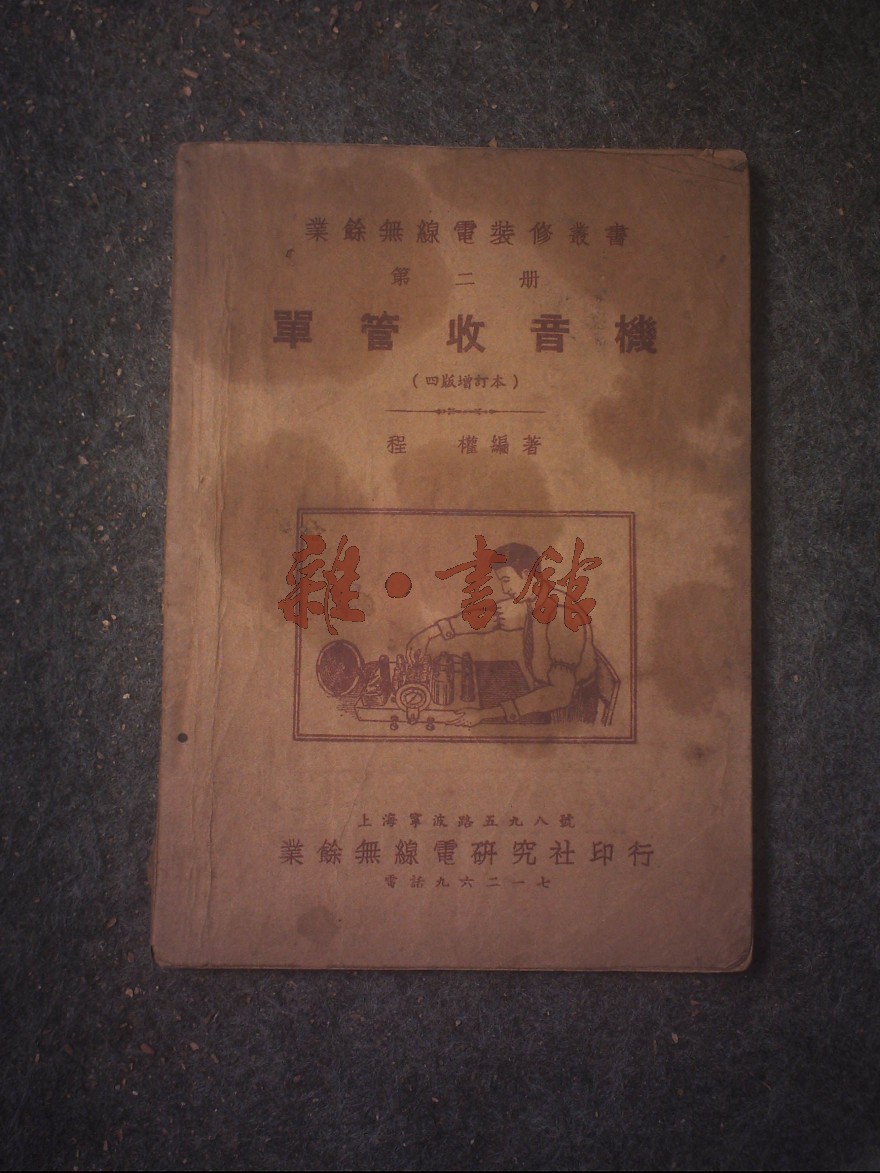 業餘無線電裝修叢書
第二册
單管收音機
(四版增訂本)
程 權編著
雜·書舘
上海寧波路五九八號
業餘無線電研究社印行
電話九六二一七